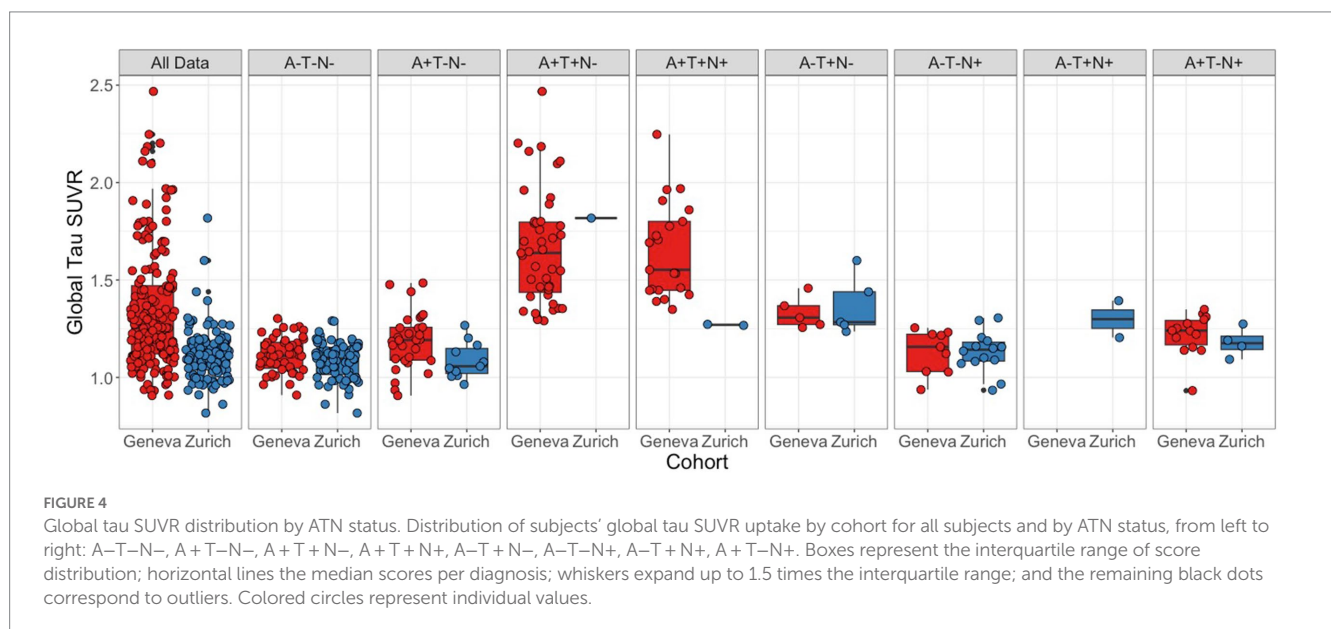 All Data A-T-N- A+T-N- A+T+N- A+T+N+ A-T+N- A-T-N+ A-T+N+ A+T-N+
Global Tau SUVR
2.5
2.0
1.5
1.0
Geneva Zurich Geneva Zurich Geneva Zurich Geneva Zurich Geneva Zurich Geneva Zurich Geneva Zurich Geneva Zurich Geneva Zurich
Cohort
FIGURE 4
Global tau SUVR distribution by ATN status. Distribution of subjects’ global tau SUVR uptake by cohort for all subjects and by ATN status, from left to
right: A−T−N−, A + T−N−, A + T + N−, A + T + N+, A−T + N−, A−T−N+, A−T + N+, A + T−N+. Boxes represent the interquartile range of score
distribution; horizontal lines the median scores per diagnosis; whiskers expand up to 1.5 times the interquartile range; and the remaining black dots
correspond to outliers. Colored circles represent individual values.